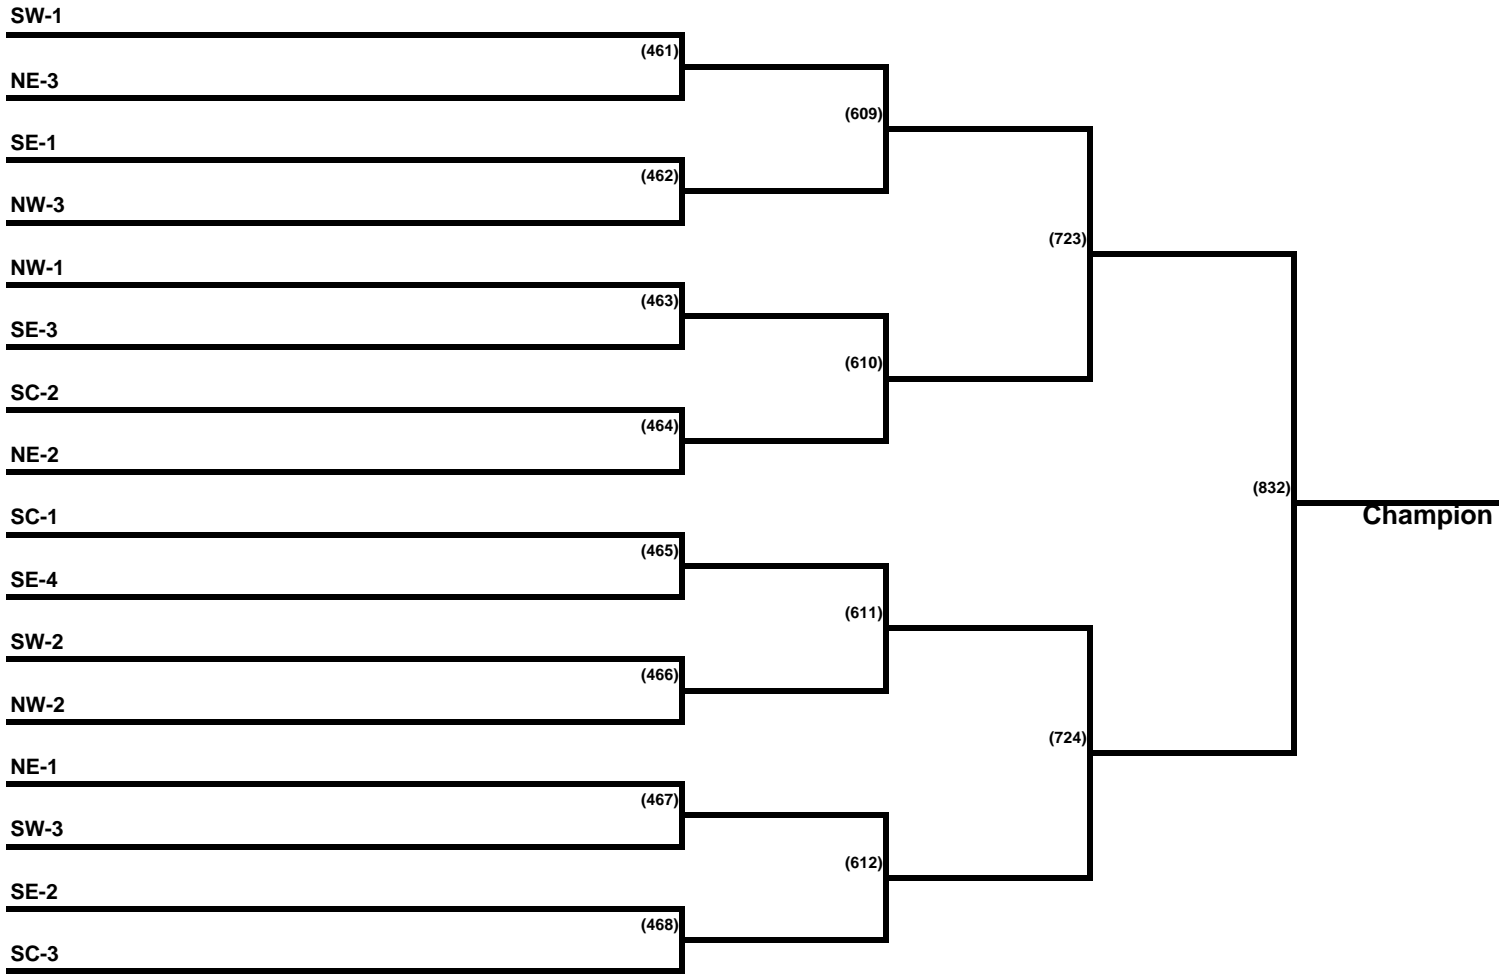 SW-1
(461)
NE-3
(609)
SE-1
(462)
NW-3
(723)
NW-1
(463)
SE-3
(610)
SC-2
(464)
NE-2
(832)
Champion
SC-1
(465)
SE-4
(611)
SW-2
(466)
NW-2
(724)
NE-1
(467)
SW-3
(612)
SE-2
(468)
SC-3